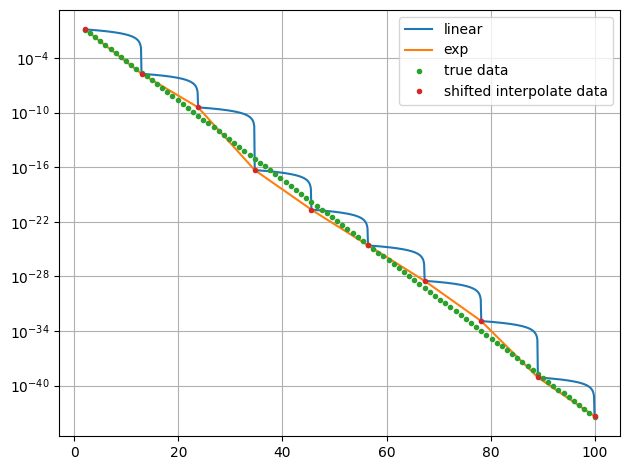 linear
exp
true data
shifted interpolate data
10⁻⁴
10⁻¹⁰
10⁻¹⁶
10⁻²²
10⁻²⁸
10⁻³⁴
10⁻⁴⁰
0 20 40 60 80 100